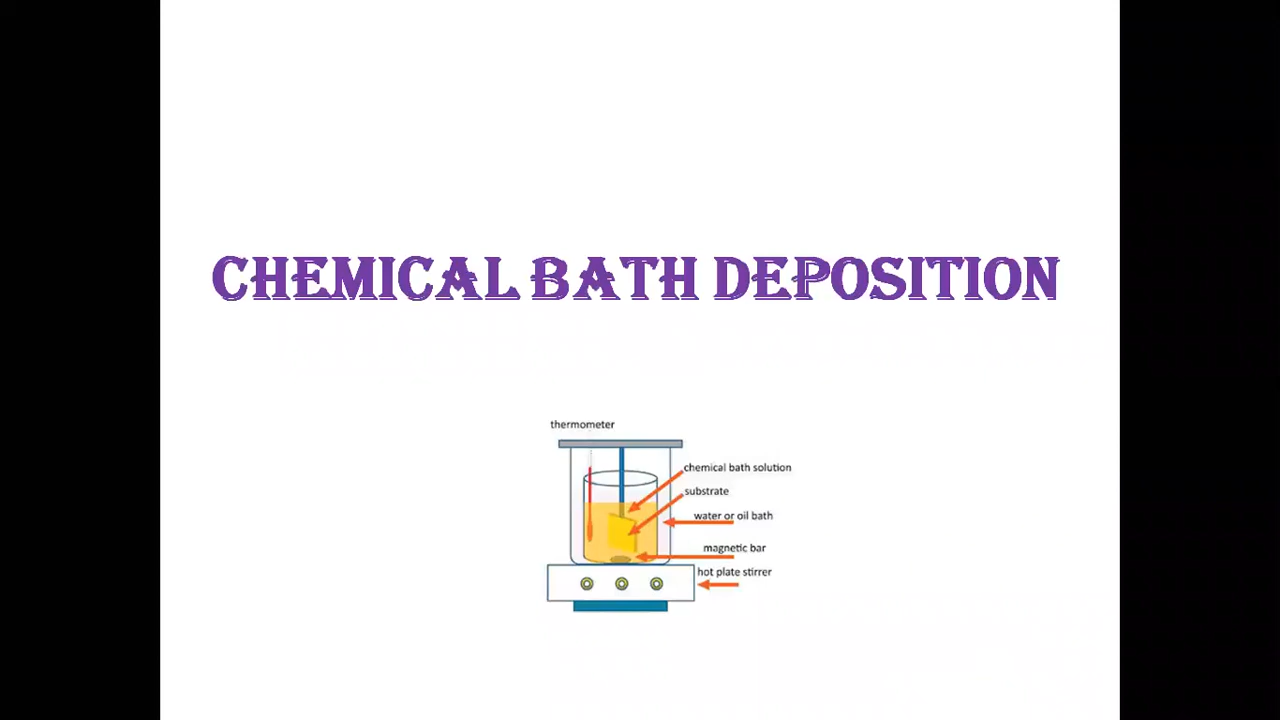 CHEMICAL BATH DEPOSITION
thermometer
chemical bath solution
substrate
water or oil bath
magnetic bar
hot plate stirrer